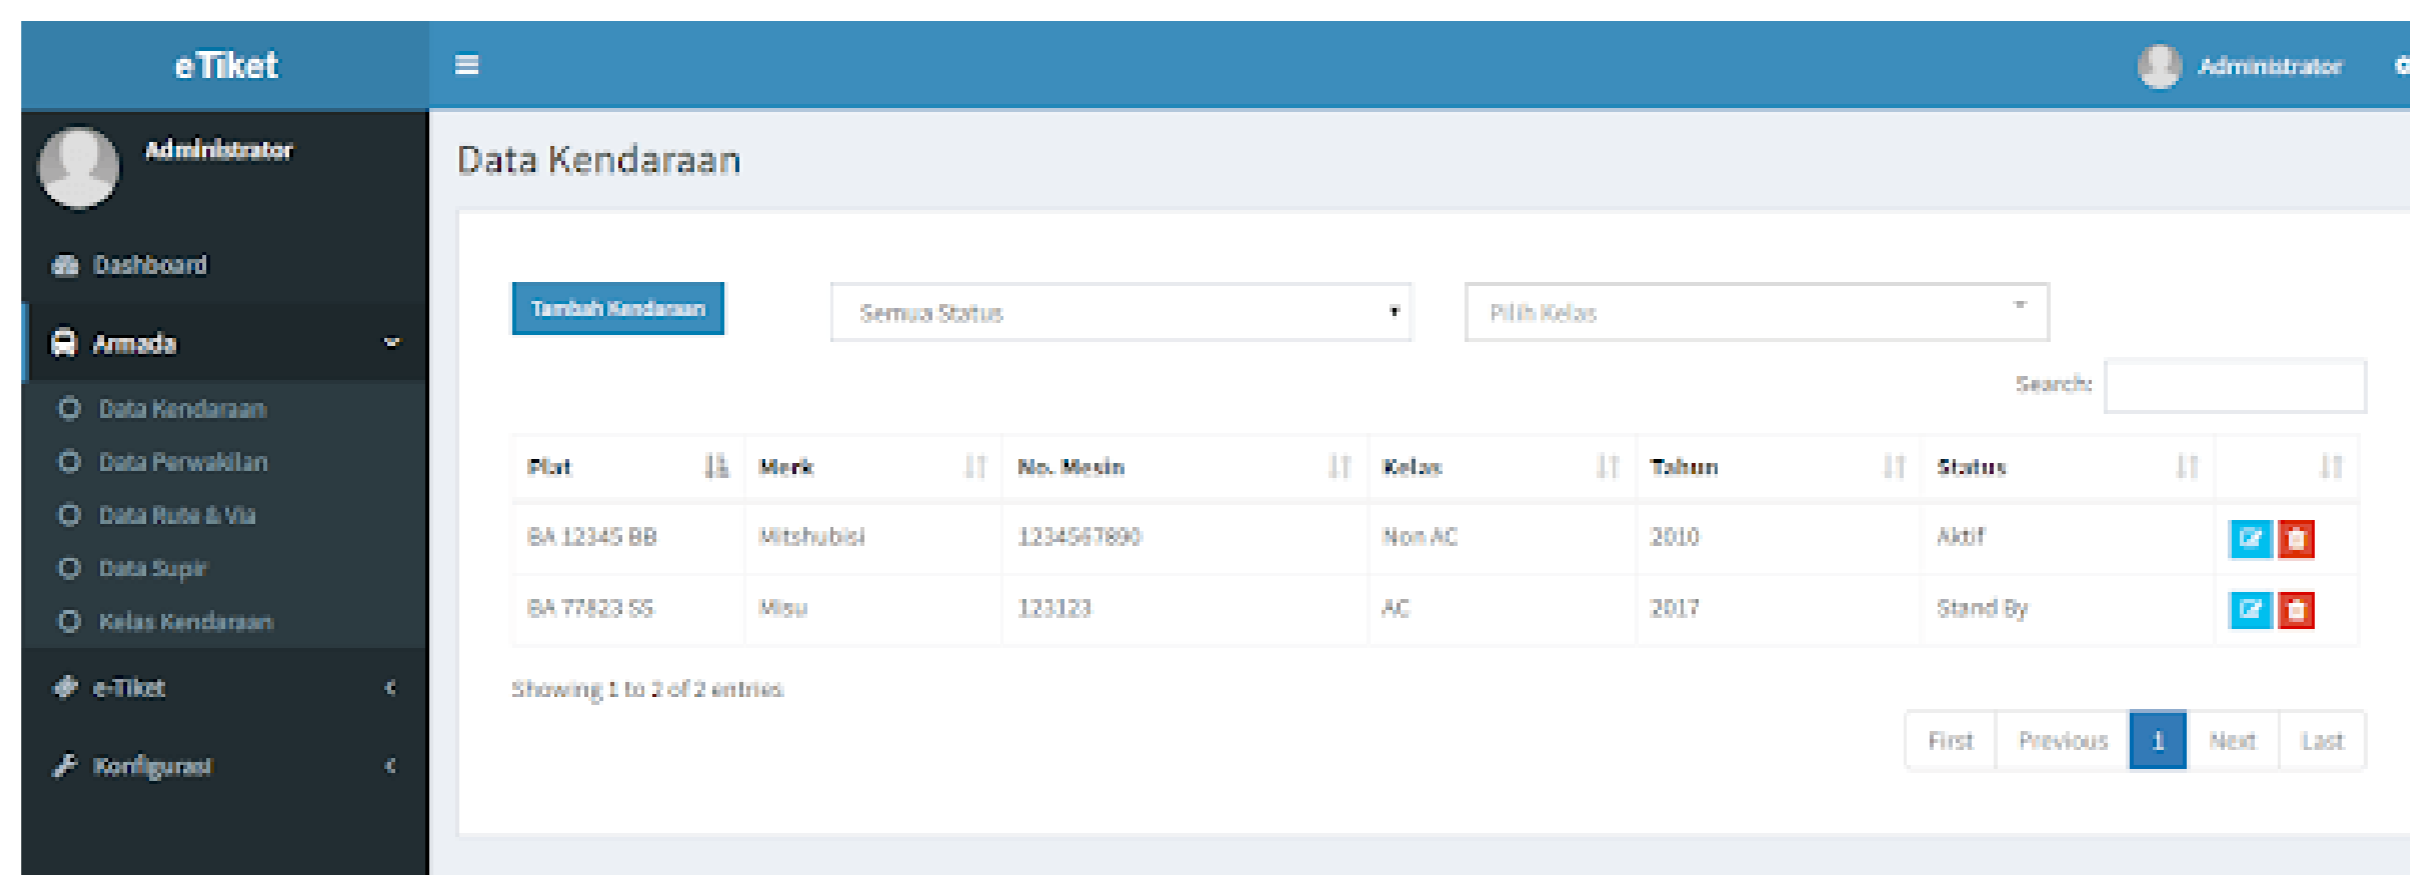 eTiket
Administrator
Administrator
Dashboard
Armada
Data Kendaraan
Data Perwakilan
Data Rute & Via
Data Supir
Kelas Kendaraan
e-Tiket
Konfigurasi
Data Kendaraan
Tambah Kendaraan Semua Status Pilih Kelas
Search:
Plat Merk No. Mesin Kelas Tahun Status
BA 12345 BB Mitshubisi 1234567890 Non AC 2010 Aktif
BA 77823 SS Misu 123123 AC 2017 Stand By
Showing 1 to 2 of 2 entries
First Previous 1 Next Last